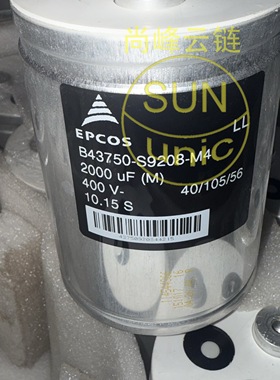 尚峰云链
SUN
unic
EPCOS
LL
B43750-S9208-M4
2000 uF (M)
400 V-
40/105/56
10.15 S